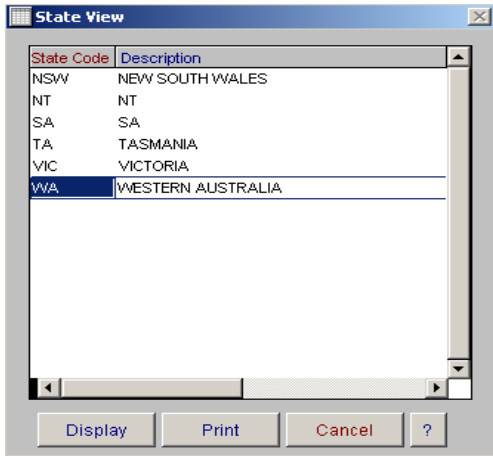 State View
State Code Description
NSW NEW SOUTH WALES
NT NT
SA SA
TA TASMANIA
VIC VICTORIA
WA WESTERN AUSTRALIA
Display Print Cancel ?